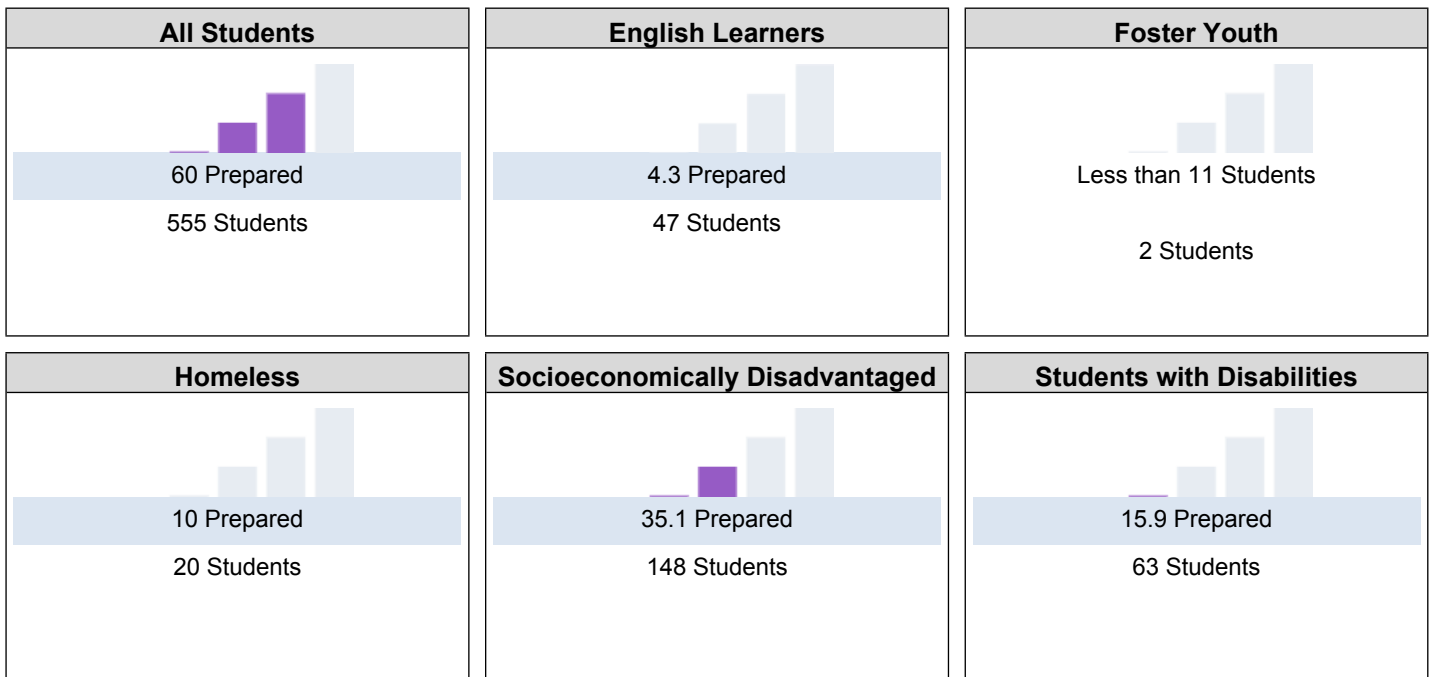 All Students
60 Prepared
555 Students
English Learners
4.3 Prepared
47 Students
Foster Youth
Less than 11 Students
2 Students
Homeless
10 Prepared
20 Students
Socioeconomically Disadvantaged
35.1 Prepared
148 Students
Students with Disabilities
15.9 Prepared
63 Students